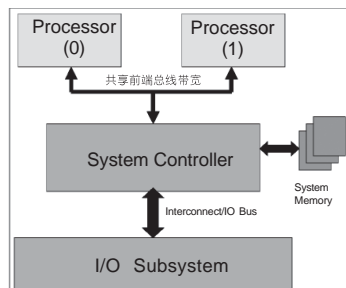 Processor
(0)
Processor
(1)
共享前端总线带宽
System Controller
System
Memory
Interconnect/IO Bus
I/O Subsystem